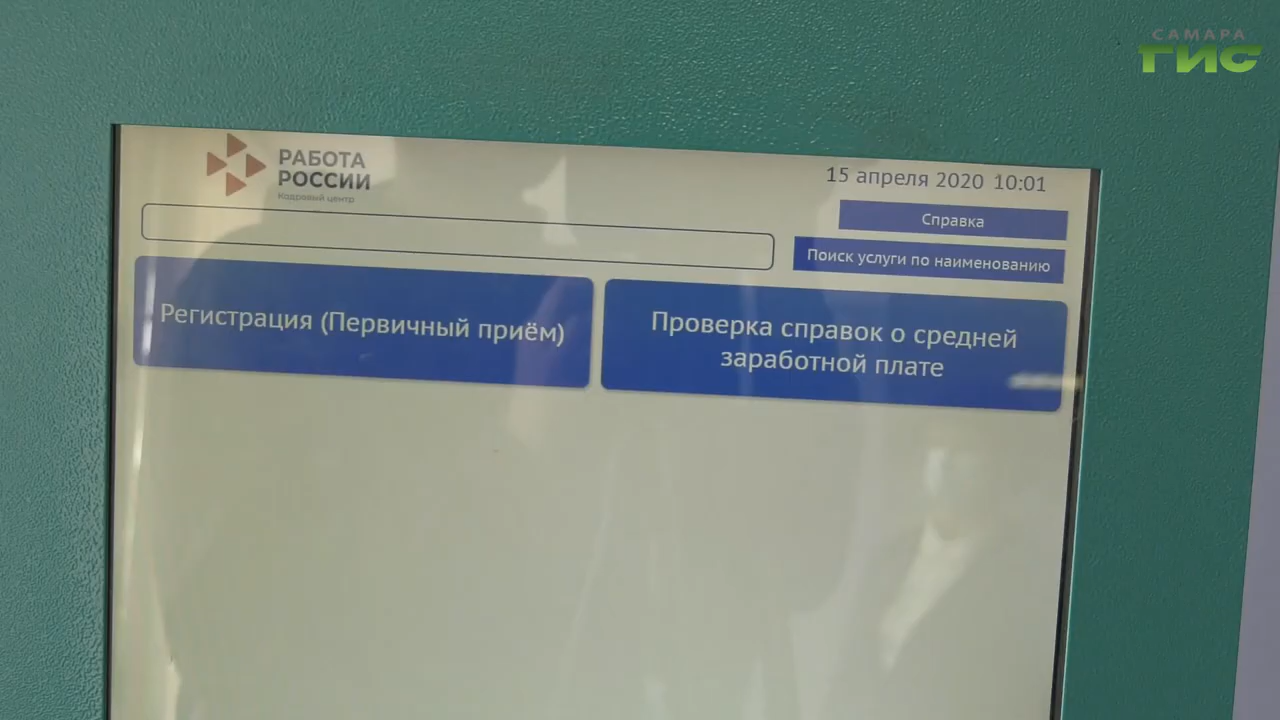 САМАРА
ГИС
РАБОТА
РОССИИ
Кадровый центр
15 апреля 2020 10:01
Справка
Поиск услуги по наименованию
Регистрация (Первичный приём)
Проверка справок о средней
заработной плате